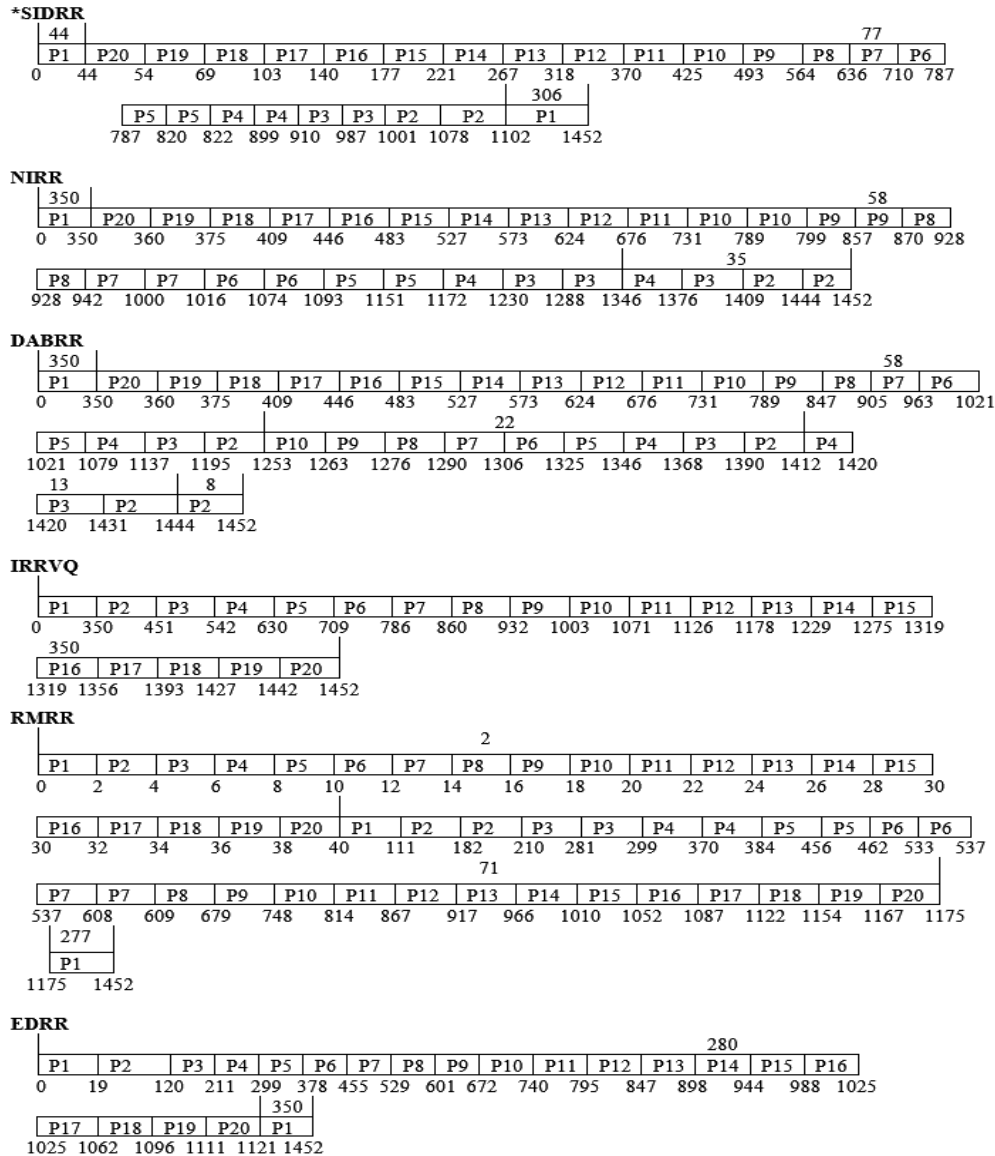 *SIDRR
44 77
P1 P20 P19 P18 P17 P16 P15 P13 P12 P11 P10 P9 P8 P7 P6
0 44 54 69 103 140 177 221 267 318 370 425 493 564 636 710 787
306
P5 P5 P4 P4 P3 P3 P2 P2 P1
787 820 822 899 910 987 1001 1078 1102 1452
NIRR
350 58
P1 P20 P19 P18 P17 P16 P15 P14 P13 P12 P11 P10 P10 P9 P9 P8
0 350 360 375 409 446 483 527 573 624 676 731 789 799 857 870 928
35
P8 P7 P7 P6 P6 P5 P5 P4 P3 P3 P4 P3 P2 P2
928 942 1000 1016 1074 1093 1151 1172 1230 1288 1346 1376 1409 1444 1452
DABRR
350 58
P1 P20 P19 P18 P17 P16 P15 P14 P13 P12 P11 P10 P9 P8 P7 P6
0 350 360 375 409 446 483 527 573 624 676 731 789 847 905 963 1021
22
P5 P4 P3 P2 P10 P9 P8 P7 P6 P5 P4 P3 P2 P4
1021 1079 1137 1195 1253 1263 1276 1290 1306 1325 1346 1368 1390 1412 1420
13 8
P3 P2 P2
1420 1431 1444 1452
IRRVQ
P1 P2 P3 P4 P5 P6 P7 P8 P9 P10 P11 P12 P13 P14 P15
0 350 451 542 630 709 786 860 932 1003 1071 1126 1178 1229 1275 1319
350
P16 P17 P18 P19 P20
1319 1356 1393 1427 1442 1452
RMRR
2
P1 P2 P3 P4 P5 P6 P7 P8 P9 P10 P11 P12 P13 P14 P15
0 2 4 6 8 10 12 14 16 18 20 22 24 26 28 30
P16 P17 P18 P19 P20 P1 P2 P2 P3 P3 P4 P4 P5 P5 P6 P6
30 32 34 36 38 40 111 182 210 281 299 370 384 456 462 533 537
71
P7 P7 P8 P9 P10 P11 P12 P13 P14 P15 P16 P17 P18 P19 P20
537 608 609 679 748 814 867 917 966 1010 1052 1087 1122 1154 1167 1175
277
P1
1175 1452
EDRR
280
P1 P2 P3 P4 P5 P6 P7 P8 P9 P10 P11 P12 P13 P14 P15 P16
0 19 120 211 299 378 455 529 601 672 740 795 847 898 944 988 1025
350
P17 P18 P19 P20 P1
1025 1062 1096 1111 1121 1452